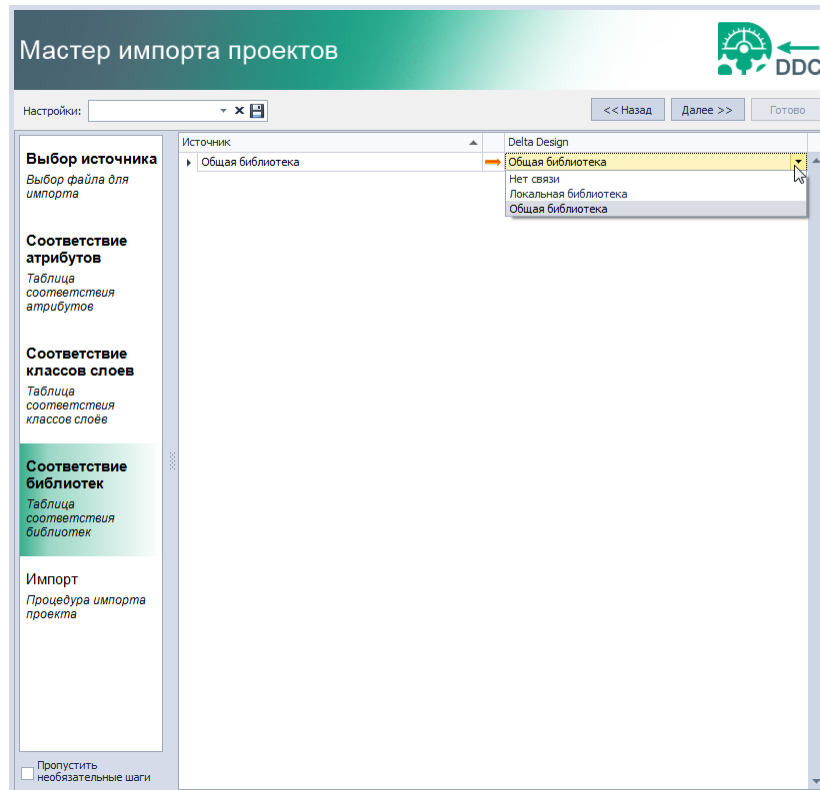 Мастер импорта проектов
DDC
Настройки:
<< Назад
Далее >>
Готово
Выбор источника
Выбор файла для
импорта
Соответствие
атрибутов
Таблица
соответствия
атрибутов
Соответствие
классов слоев
Таблица
соответствия
классов слоёв
Соответствие
библиотек
Таблица
соответствия
библиотек
Импорт
Процедура импорта
проекта
Пропустить
необязательные шаги
Источник
Delta Design
Общая библиотека
Общая библиотека
Нет связи
Локальная библиотека
Общая библиотека